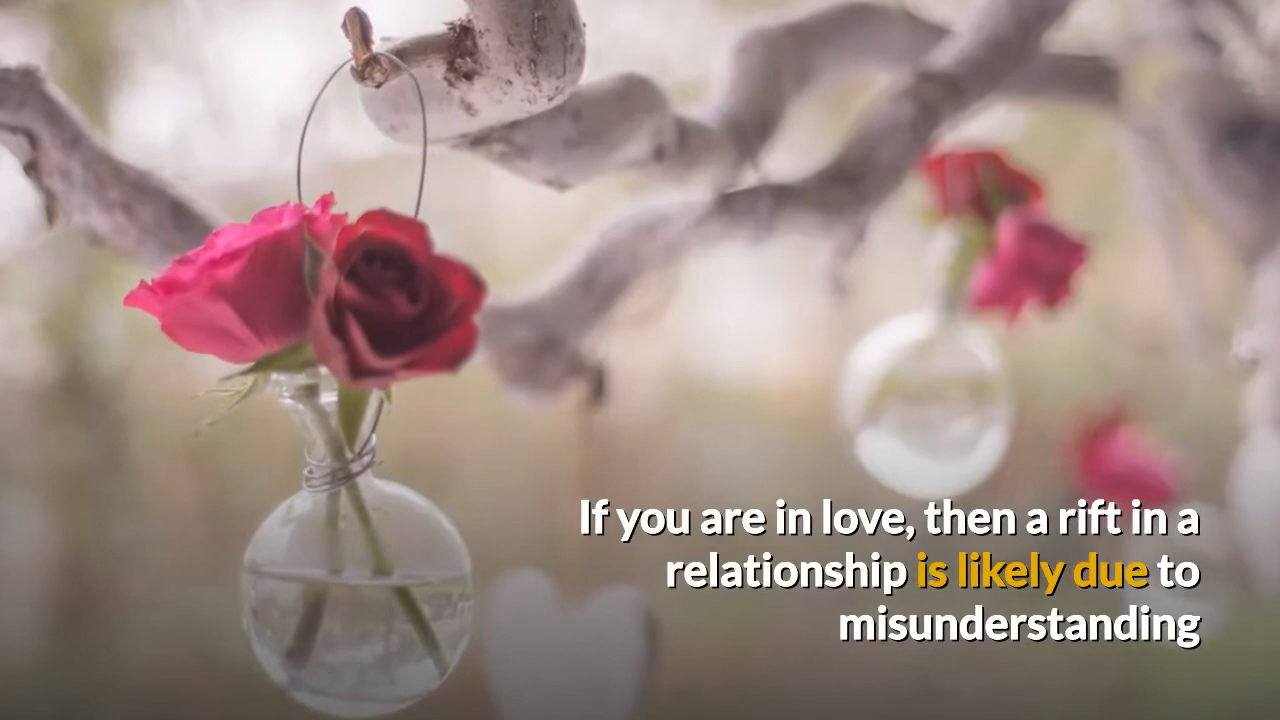 If you are in love, then a rift in a
relationship is likely due to
misunderstanding